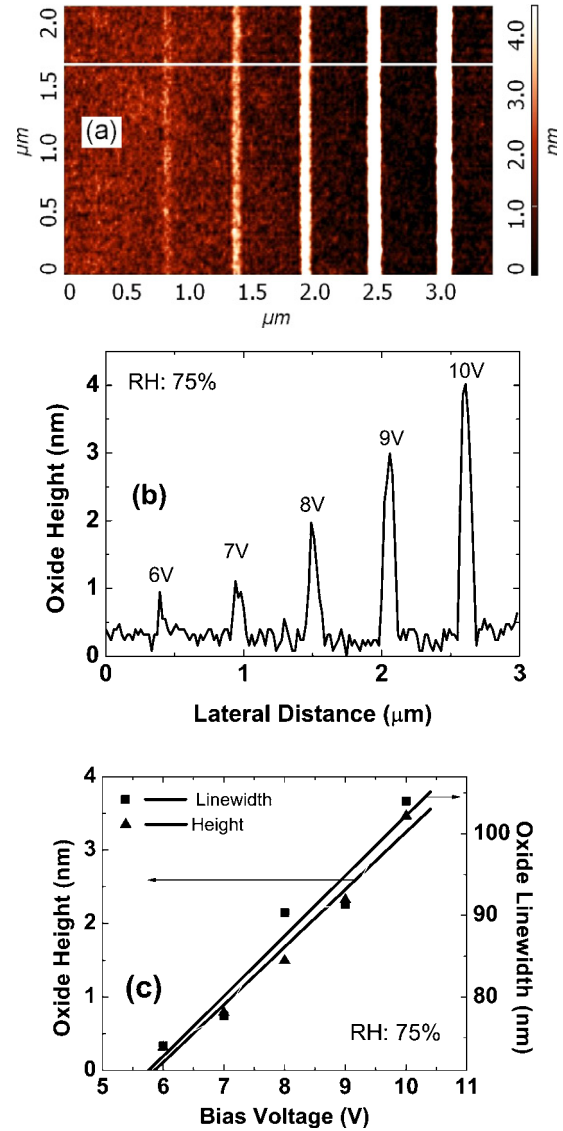 2.0
1.5
1.0
0.5
0
μm
(a)
0 0.5 1.0 1.5 2.0 2.5 3.0
μm
4.0
3.0
2.0
1.0
0
nm
RH: 75%
(b)
6V
7V
8V
9V
10V
4
3
2
1
0
Oxide Height (nm)
0 1 2 3
Lateral Distance (μm)
Linewidth
Height
(c)
RH: 75%
4
3
2
1
0
Oxide Height (nm)
100
90
80
Oxide Linewidth (nm)
5 6 7 8 9 10 11
Bias Voltage (V)